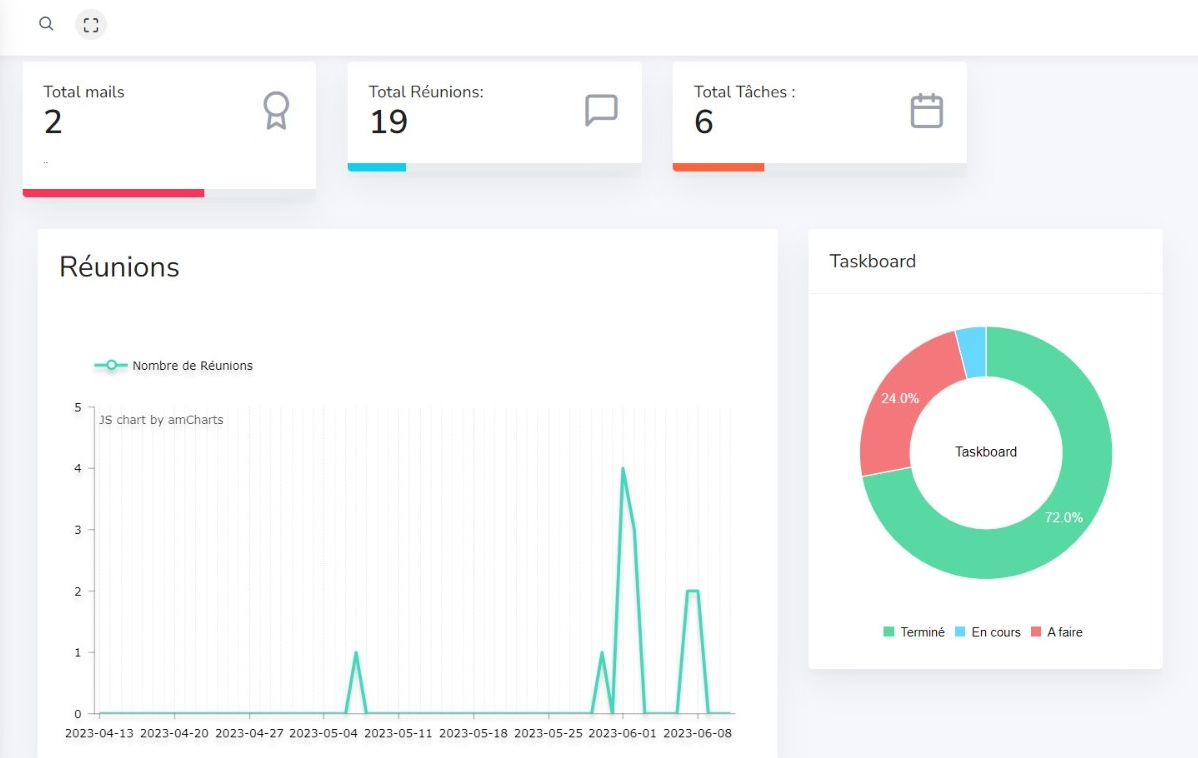 Total mails
2
..
Total Réunions:
19
Total Tâches :
6
Réunions
Nombre de Réunions
JS chart by amCharts
5
4
3
2
1
0
2023-04-13 2023-04-20 2023-04-27 2023-05-04 2023-05-11 2023-05-18 2023-05-25 2023-06-01 2023-06-08
Taskboard
24.0%
Taskboard
72.0%
Terminé En cours A faire